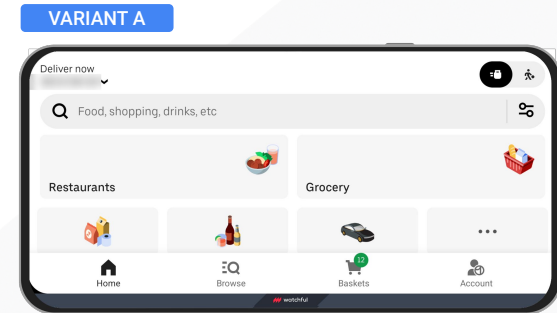 VARIANT A
Deliver now
Food, shopping, drinks, etc
Restaurants
Grocery
12
Home
Browse
Baskets
Account
watchful